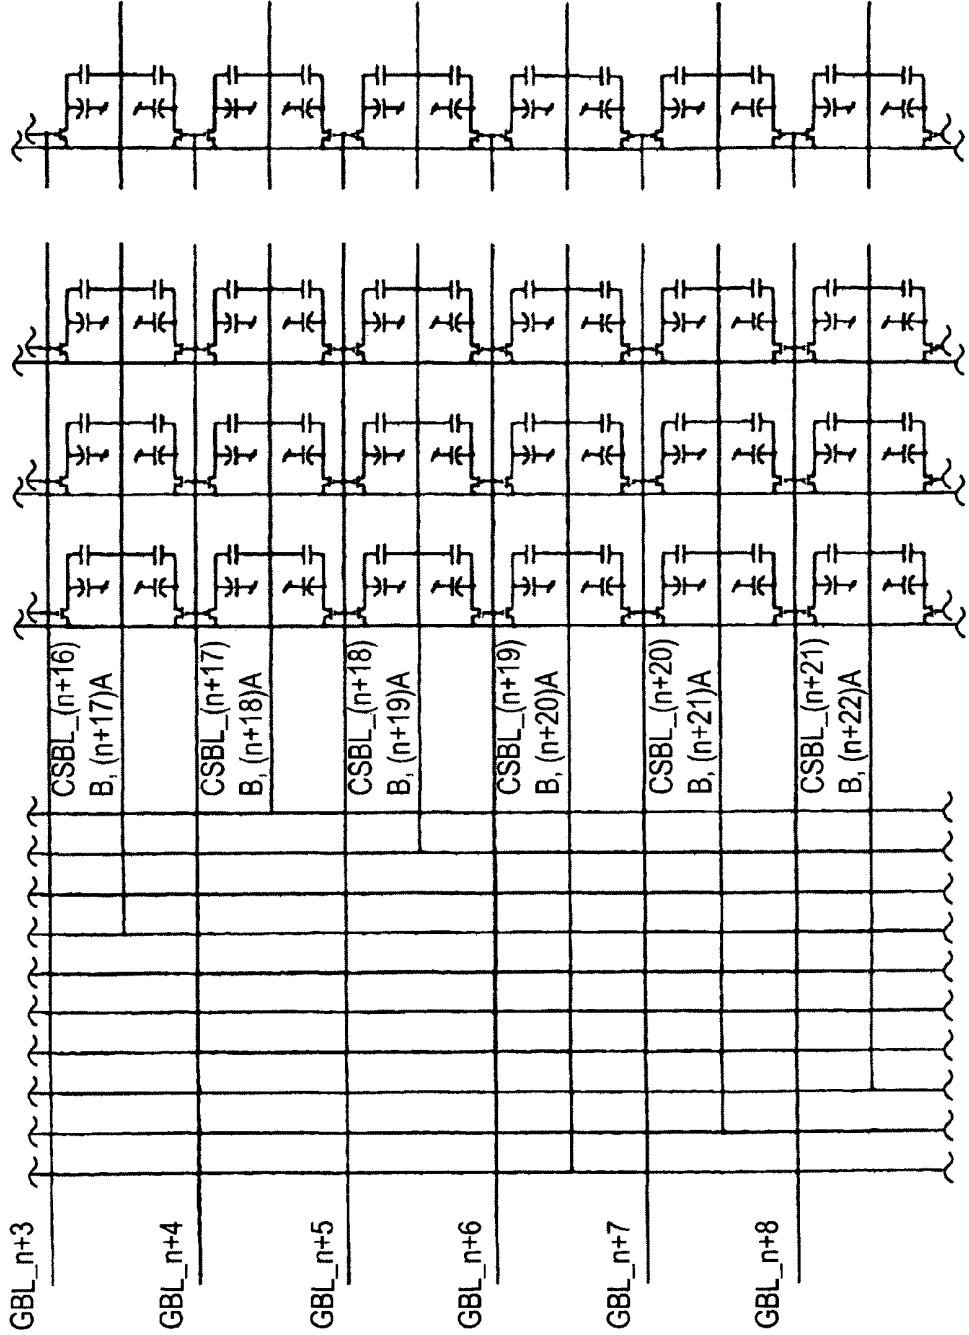 CSBL_(n+16)
B, (n+17)A
CSBL_(n+17)
B, (n+18)A
CSBL_(n+18)
B, (n+19)A
CSBL_(n+19)
B, (n+20)A
CSBL_(n+20)
B, (n+21)A
CSBL_(n+21)
B, (n+22)A
GBL_n+3
GBL_n+4
GBL_n+5
GBL_n+6
GBL_n+7
GBL_n+8